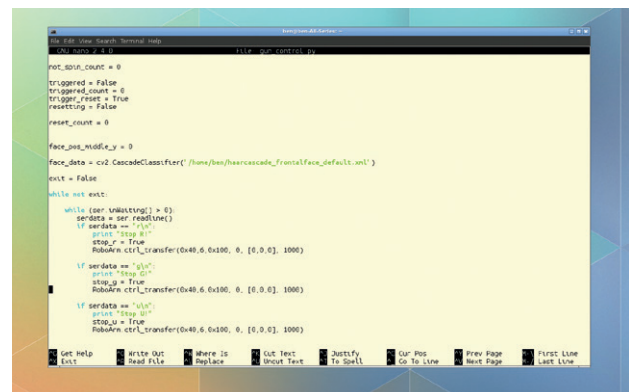 File Edit View Search Terminal Help
GNU nano 2 4 0 File gun_control py
not_spin_count = 0
triggered = False
triggered_count = 0
trigger_reset = True
resetting = False
reset_count = 0
face_pos_middle_y = 0
face_data = cv2 CascadeClassifier('/home/ben/haarcascade_frontalface_default.xml')
exit = False
while not exit:
while (ser.inWaiting() > 0):
serdata = ser.readline()
if serdata == "r\n":
print "Stop R!"
stop_r = True
RoboArm.ctrl_transfer(0x40,6,0x100, 0, [0,0,0], 1000)
if serdata == "g\n":
print "Stop G!"
stop_g = True
RoboArm.ctrl_transfer(0x40,6,0x100, 0, [0,0,0], 1000)
if serdata == "u\n":
print "Stop U!"
stop_u = True
RoboArm.ctrl_transfer(0x40,6,0x100, 0, [0,0,0], 1000)
^G Get Help ^O Write Out ^W Where Is ^K Cut Text ^J Justify ^C Cur Pos ^Y Prev Page First Line
^X Exit ^R Read File ^\ Replace ^U Uncut Text ^T To Spell ^_ Go To Line ^V Next Page Last Line